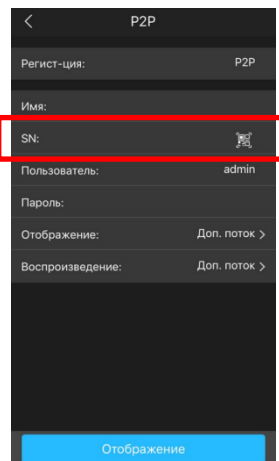 P2P
Регист-ция: P2P
Имя:
SN:
Пользователь: admin
Пароль:
Отображение: Доп. поток >
Воспроизведение: Доп. поток >
Отображение